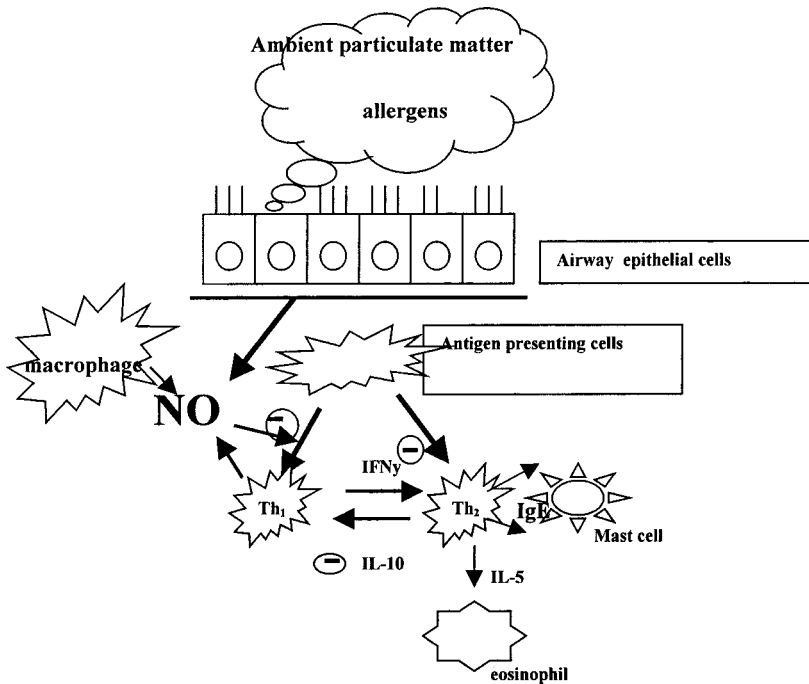 Ambient particulate matter
allergens
Airway epithelial cells
Antigen presenting cells
macrophage
NO
IFNγ
Th₁
Th₂
IgE
Mast cell
IL-10
IL-5
eosinophil